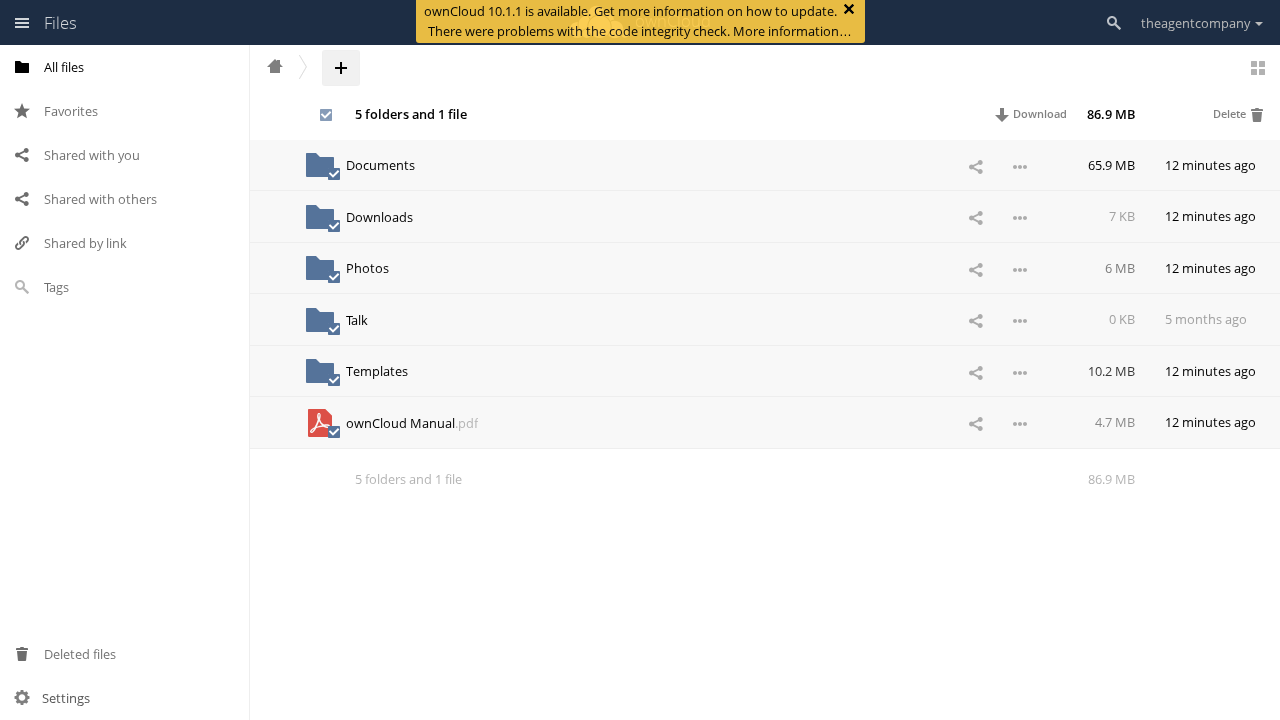 Files
ownCloud 10.1.1 is available. Get more information on how to update.
There were problems with the code integrity check. More information…
theagentcompany
All files
Favorites
Shared with you
Shared with others
Shared by link
Tags
Deleted files
Settings
5 folders and 1 file Download 86.9 MB Delete
Documents 65.9 MB 12 minutes ago
Downloads 7 KB 12 minutes ago
Photos 6 MB 12 minutes ago
Talk 0 KB 5 months ago
Templates 10.2 MB 12 minutes ago
ownCloud Manual.pdf 4.7 MB 12 minutes ago
5 folders and 1 file 86.9 MB